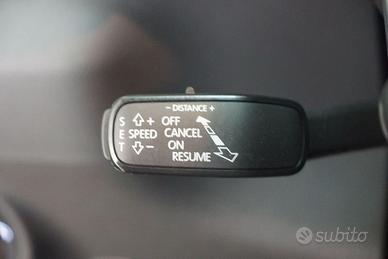 − DISTANCE +
S + OFF
E SPEED CANCEL
T − ON
RESUME
subito